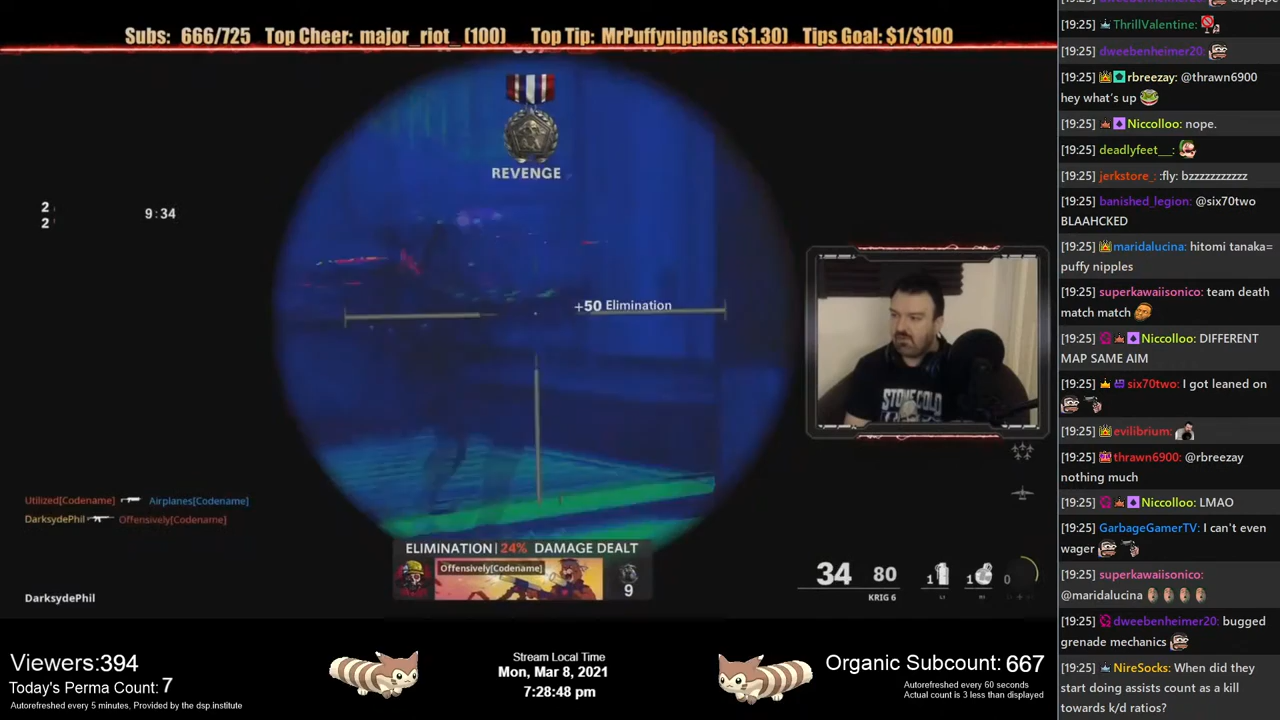 Subs: 666/725 Top Cheer: major_riot_ (100) Top Tip: MrPuffynipples ($1.30) Tips Goal: $1/$100
REVENGE
2
2
9:34
+50 Elimination
STONE COLD
Utilized[Codename] Airplanes[Codename]
DarksydePhil Offensively[Codename]
ELIMINATION | 24% DAMAGE DEALT
Offensively[Codename]
9
DarksydePhil
34 80
KRIG 6
1 1 0
L1
Viewers:394
Today's Perma Count: 7
Autorefreshed every 5 minutes, Provided by the dsp.institute
Stream Local Time
Mon, Mar 8, 2021
7:28:48 pm
Organic Subcount: 667
Autorefreshed every 60 seconds
Actual count is 3 less than displayed
[19:25] dweebenheimer20: dsppepe
[19:25] ThrillValentine:
[19:25] dweebenheimer20:
[19:25] rbreezay: @thrawn6900
hey what's up
[19:25] Niccolloo: nope.
[19:25] deadlyfeet__:
[19:25] jerkstore_: :fly: bzzzzzzzzzz
[19:25] banished_legion: @six70two
BLAAHCKED
[19:25] maridalucina: hitomi tanaka=
puffy nipples
[19:25] superkawaiisonico: team death
match match
[19:25] Niccolloo: DIFFERENT
MAP SAME AIM
[19:25] six70two: I got leaned on
[19:25] evilibrium:
[19:25] thrawn6900: @rbreezay
nothing much
[19:25] Niccolloo: LMAO
[19:25] GarbageGamerTV: I can't even
wager
[19:25] superkawaiisonico:
@maridalucina
[19:25] dweebenheimer20: bugged
grenade mechanics
[19:25] NireSocks: When did they
start doing assists count as a kill
towards k/d ratios?